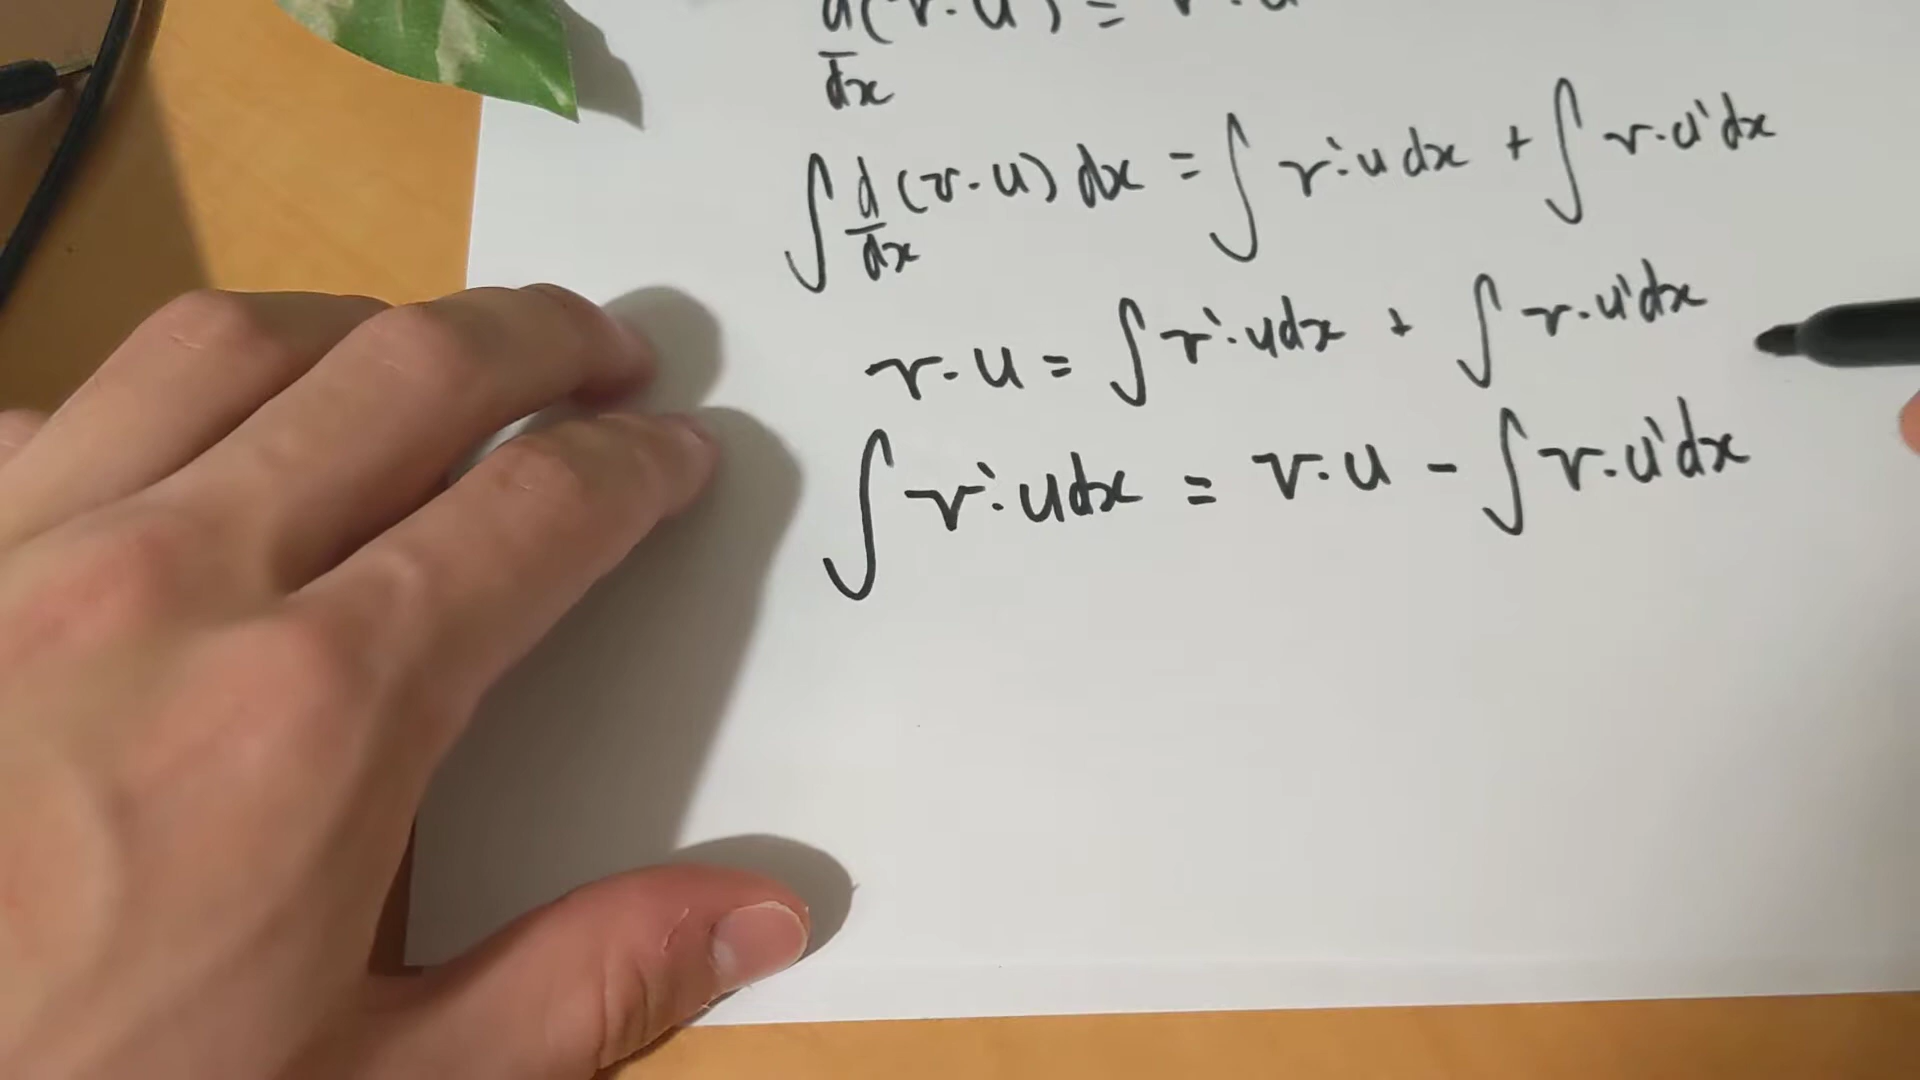 d/dx (v·u) =
∫ d/dx (v·u) dx = ∫ v'·u dx + ∫ v·u' dx
v·u = ∫ v'·u dx + ∫ v·u' dx
∫ v'·u dx = v·u - ∫ v·u' dx